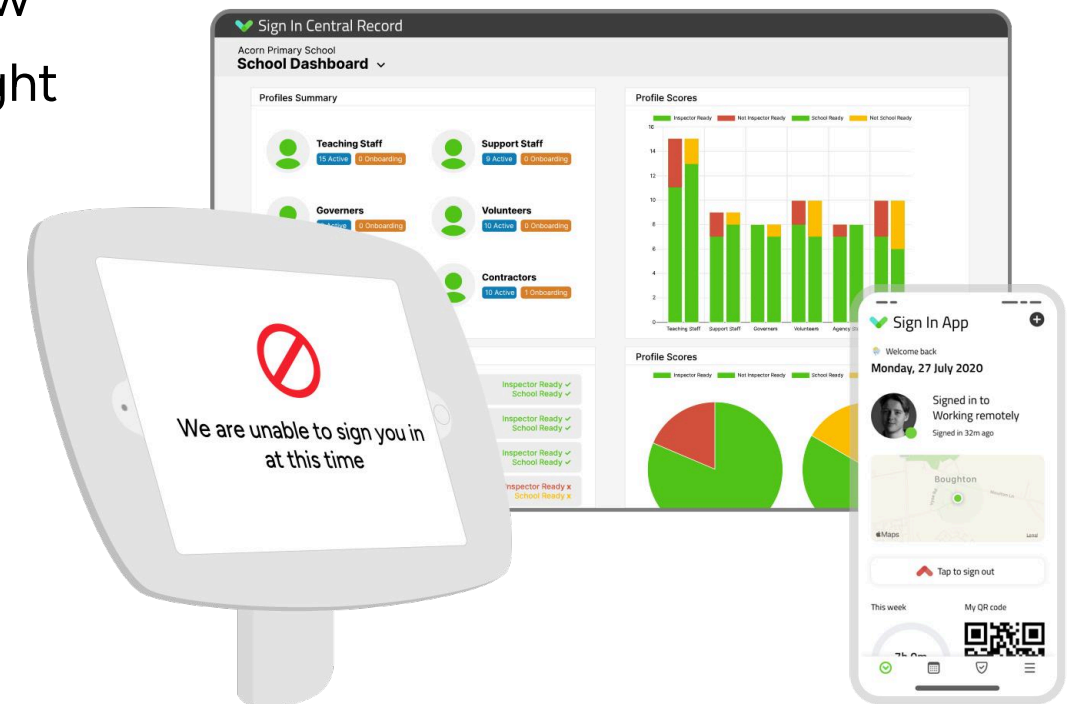 ght
Sign In Central Record
Acorn Primary School
School Dashboard
Profiles Summary
Teaching Staff
15 Active 0 Onboarding
Support Staff
9 Active 0 Onboarding
Governers
Active 0 Onboarding
Volunteers
10 Active 0 Onboarding
Contractors
10 Active 1 Onboarding
Profile Scores
Inspector Ready Not Inspector Ready School Ready Not School Ready
16
14
12
10
8
6
4
2
0
Teaching Staff Support Staff Governers Volunteers Agency
Inspector Ready ✓
School Ready ✓
Inspector Ready ✓
School Ready ✓
Inspector Ready ✓
School Ready ✓
Inspector Ready x
School Ready x
Profile Scores
Inspector Ready Not Inspector Ready School Ready
We are unable to sign you in
at this time
Sign In App
Welcome back
Monday, 27 July 2020
Signed in to
Working remotely
Signed in 32m ago
Boughton
Maps
Legal
Tap to sign out
This week
My QR code
7h 0m